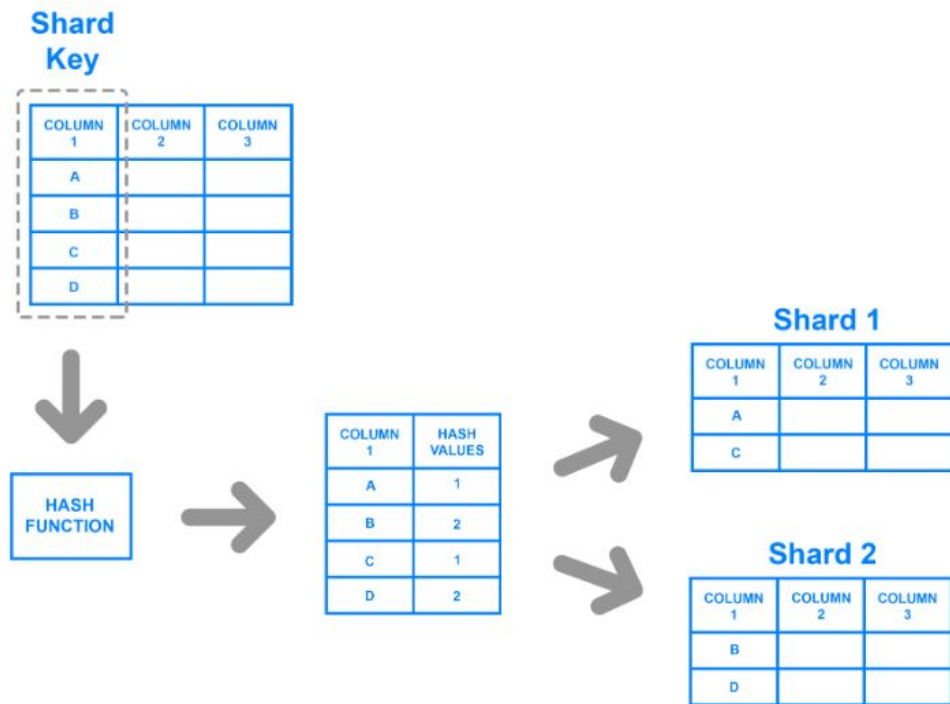 Shard
Key
COLUMN
1
COLUMN
2
COLUMN
3
A
B
C
D
HASH
FUNCTION
COLUMN
1
HASH
VALUES
A 1
B 2
C 1
D 2
Shard 1
COLUMN
1
COLUMN
2
COLUMN
3
A
C
Shard 2
COLUMN
1
COLUMN
2
COLUMN
3
B
D